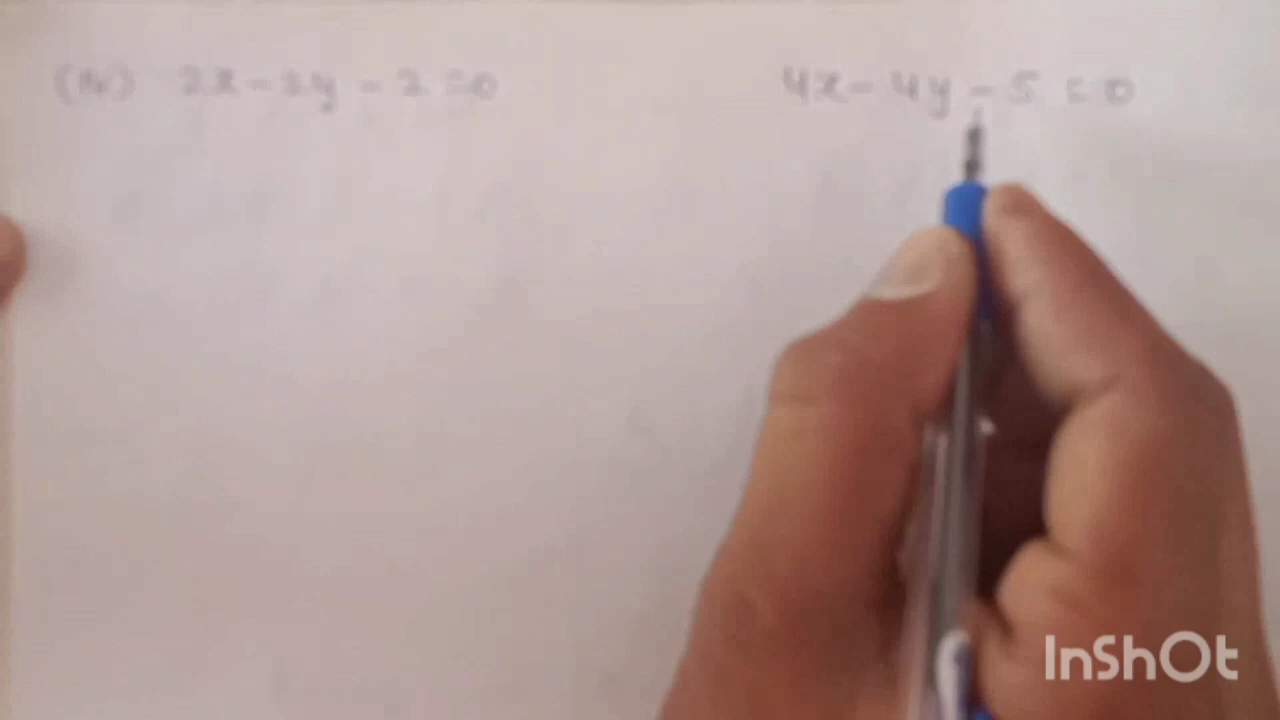 (iv) 2x - 2y - 2 = 0
4x - 4y - 5 = 0
InShOt